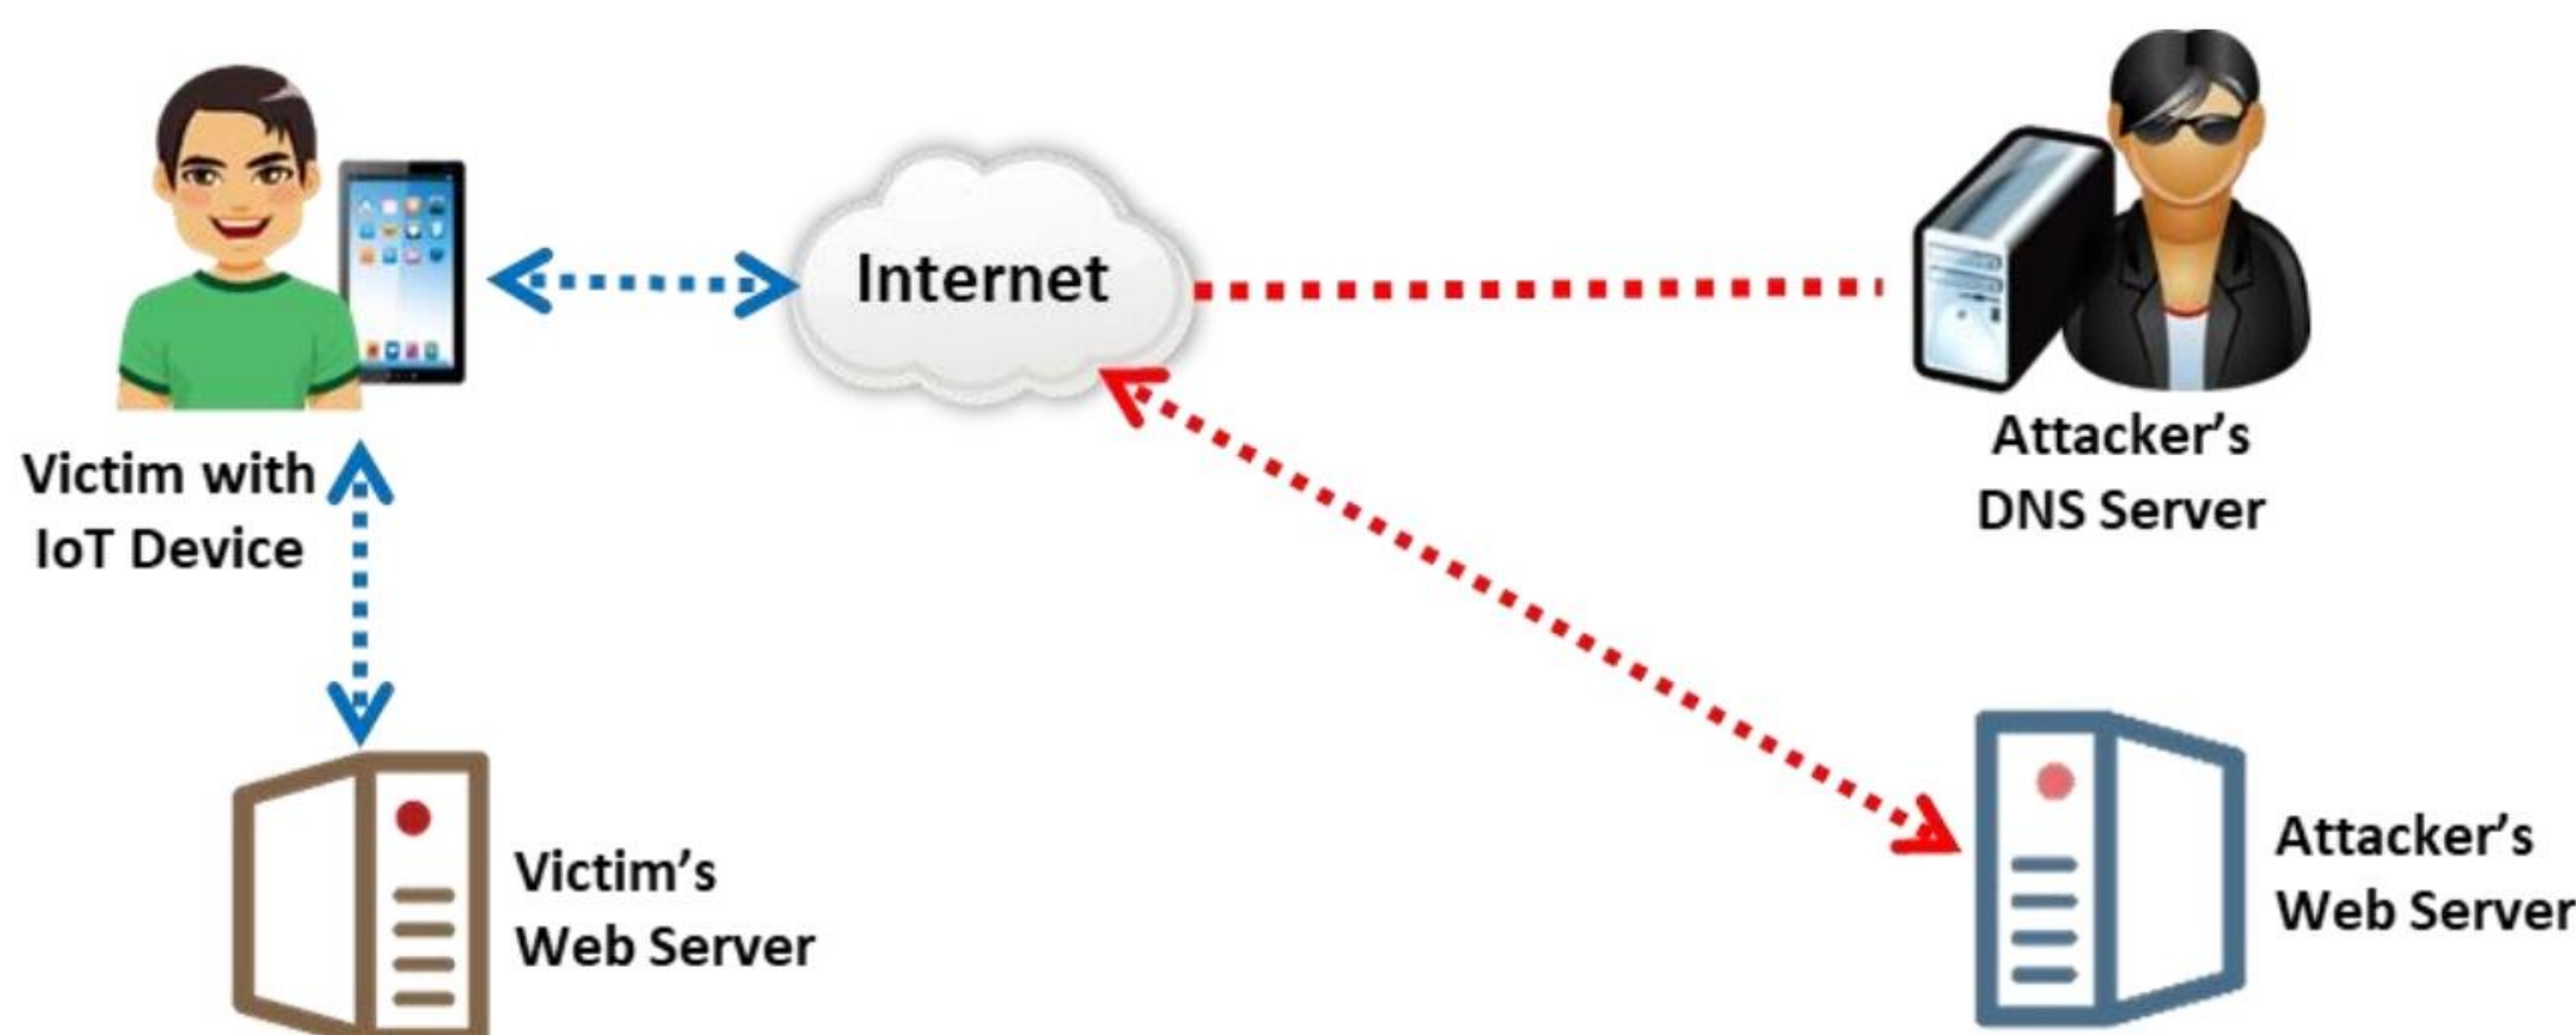 Internet
Attacker's
DNS Server
Victim with
IoT Device
Victim's
Web Server
Attacker's
Web Server